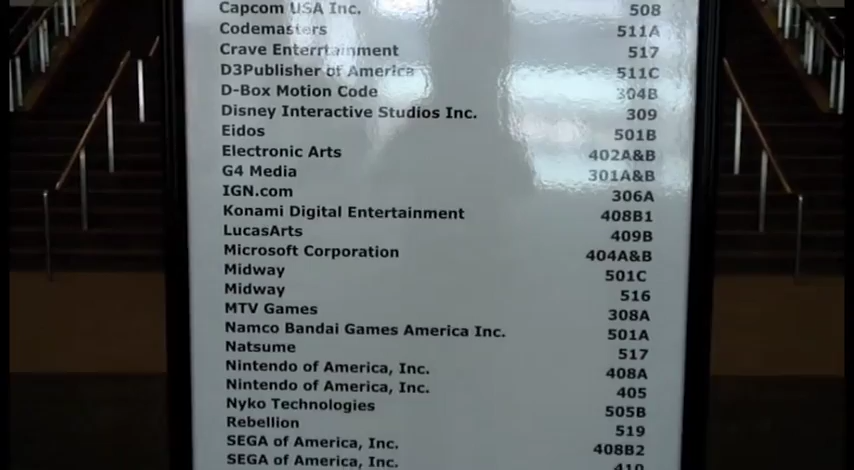 Capcom USA Inc. 508
Codemasters 511A
Crave Enterrtainment 517
D3Publisher of America 511C
D-Box Motion Code 304B
Disney Interactive Studios Inc. 309
Eidos 501B
Electronic Arts 402A&B
G4 Media 301A&B
IGN.com 306A
Konami Digital Entertainment 408B1
LucasArts 409B
Microsoft Corporation 404A&B
Midway 501C
Midway 516
MTV Games 308A
Namco Bandai Games America Inc. 501A
Natsume 517
Nintendo of America, Inc. 408A
Nintendo of America, Inc. 405
Nyko Technologies 505B
Rebellion 519
SEGA of America, Inc. 408B2
SEGA of America, Inc. 410